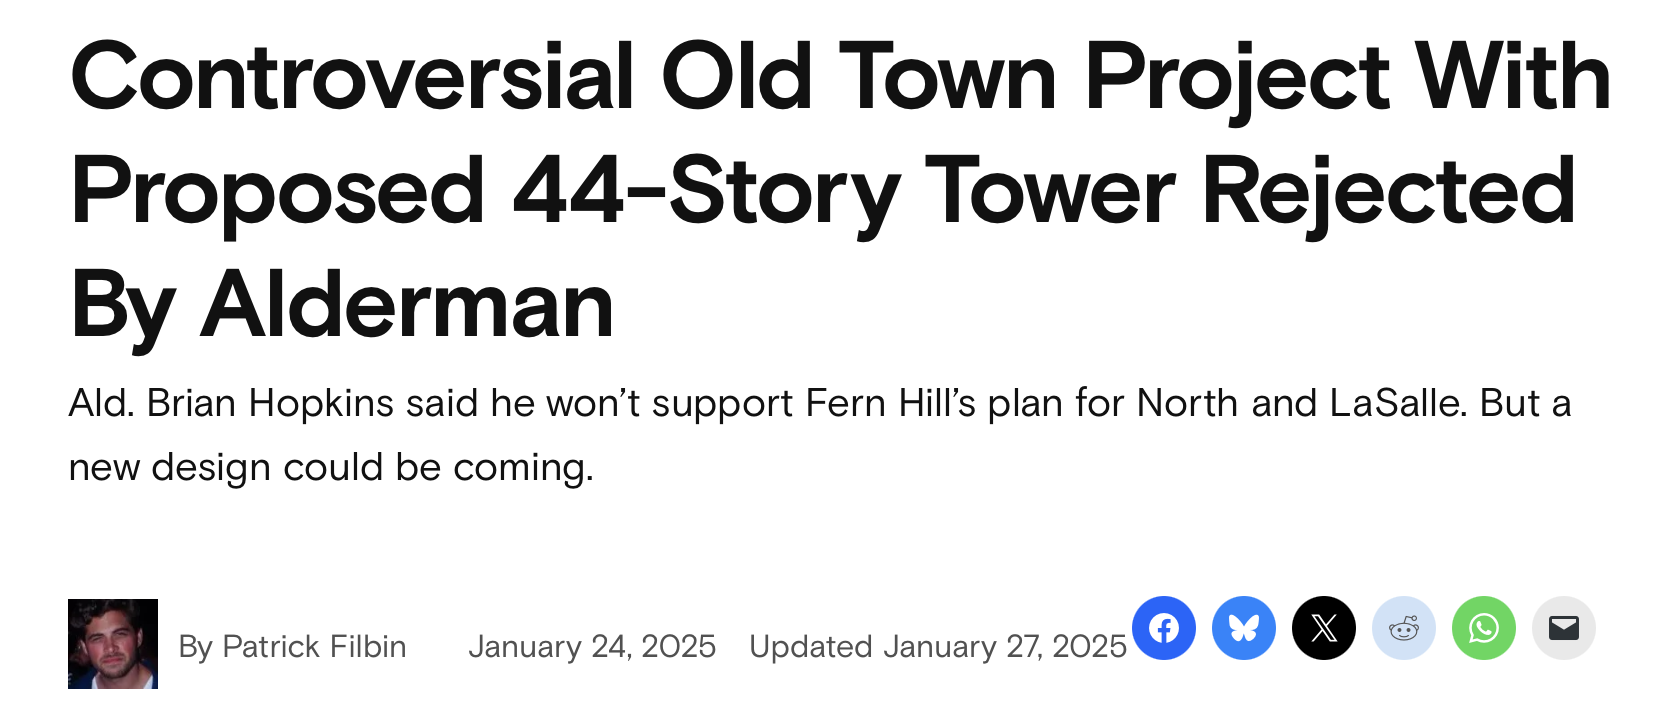 Controversial Old Town Project With
Proposed 44-Story Tower Rejected
By Alderman
Ald. Brian Hopkins said he won’t support Fern Hill’s plan for North and LaSalle. But a
new design could be coming.
By Patrick Filbin January 24, 2025 Updated January 27, 2025